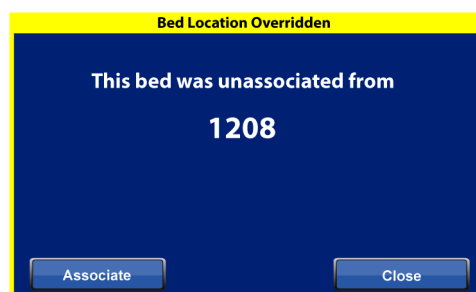 Bed Location Overridden
This bed was unassociated from
1208
Associate
Close